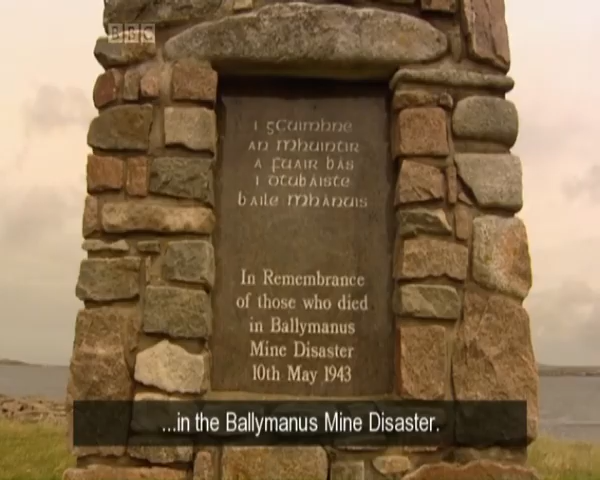 BBC
I gCuimhne
an Mhuintir
a fuair bás
i dtubáiste
baile mhánuis
In Remembrance
of those who died
in Ballymanus
Mine Disaster
10th May 1943
...in the Ballymanus Mine Disaster.